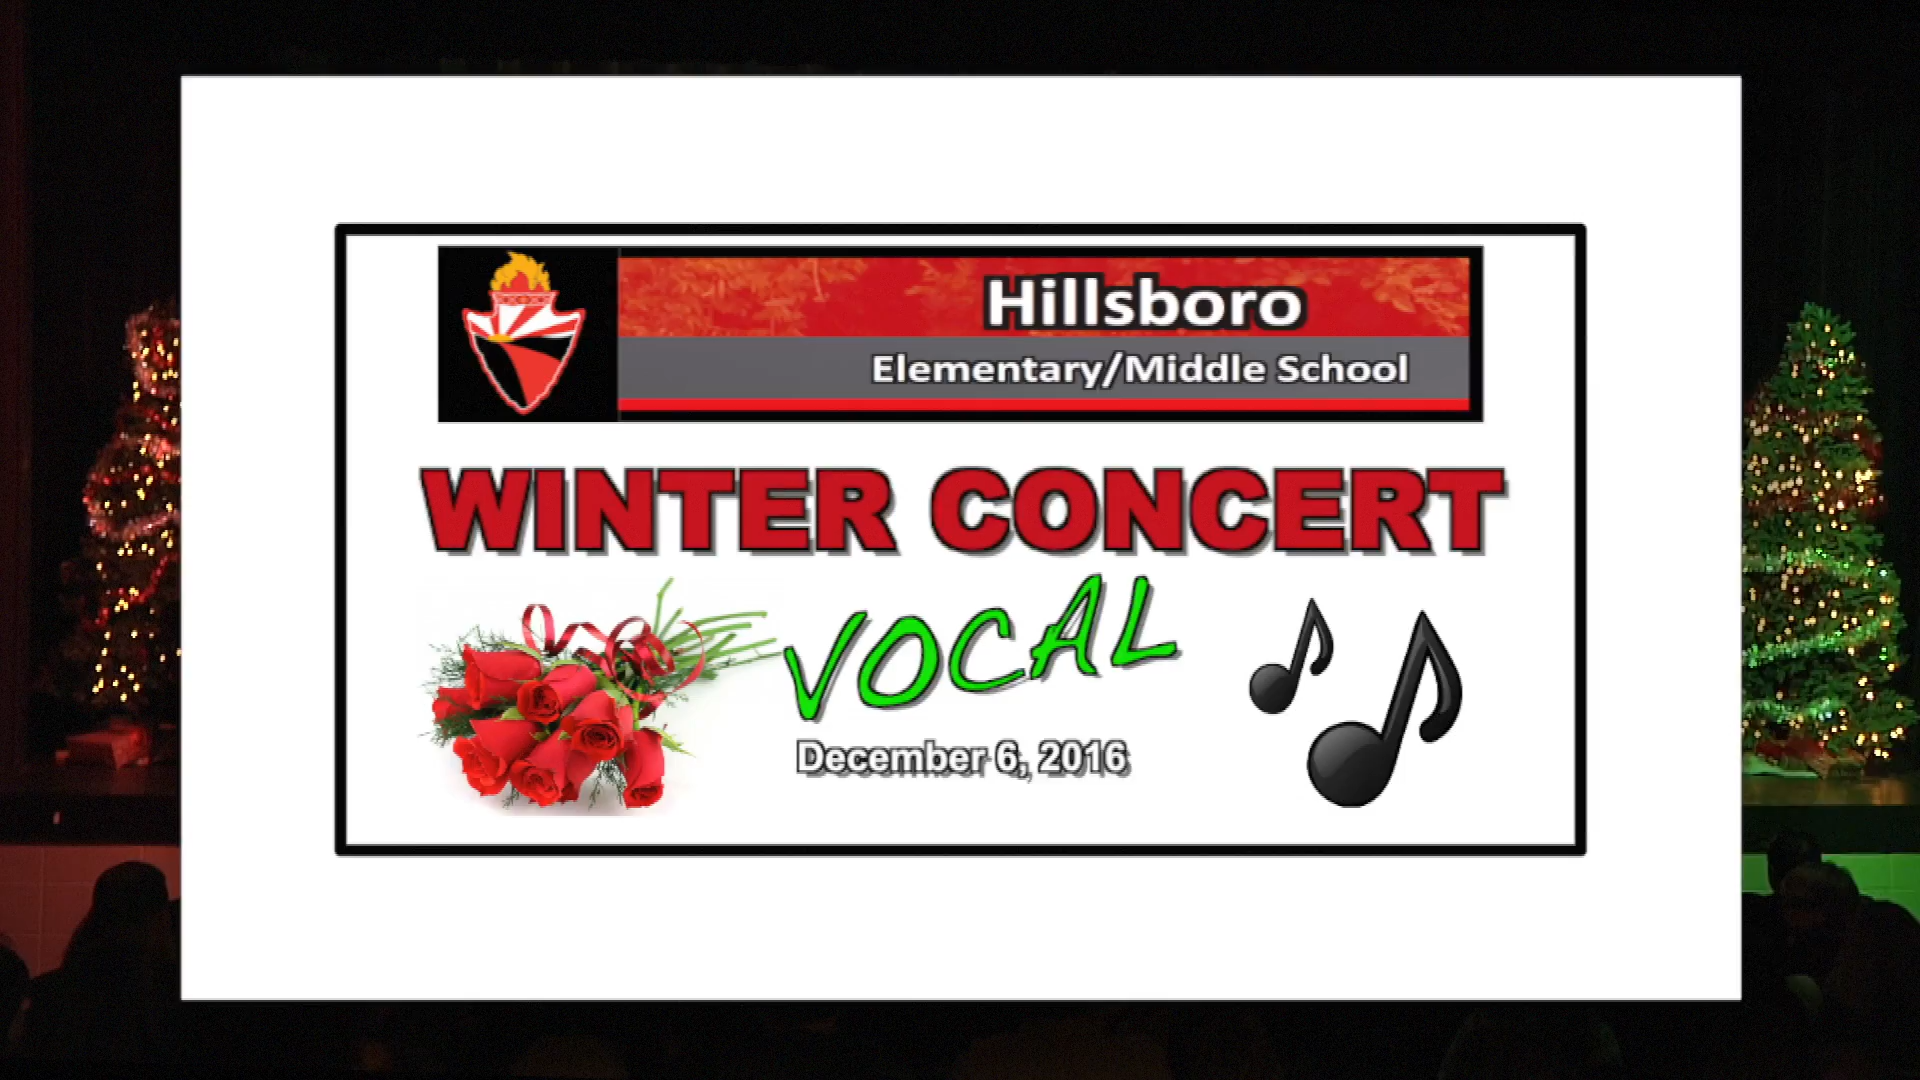 Hillsboro
Elementary/Middle School
WINTER CONCERT
VOCAL
December 6, 2016